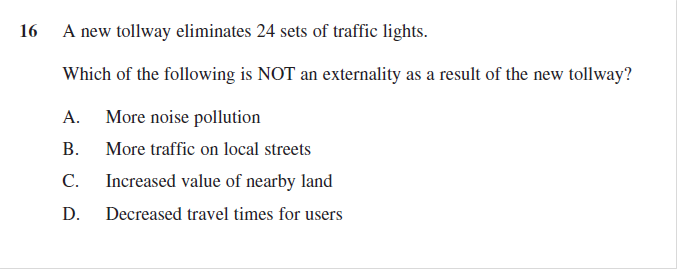 16 A new tollway eliminates 24 sets of traffic lights.
Which of the following is NOT an externality as a result of the new tollway?
A. More noise pollution
B. More traffic on local streets
C. Increased value of nearby land
D. Decreased travel times for users